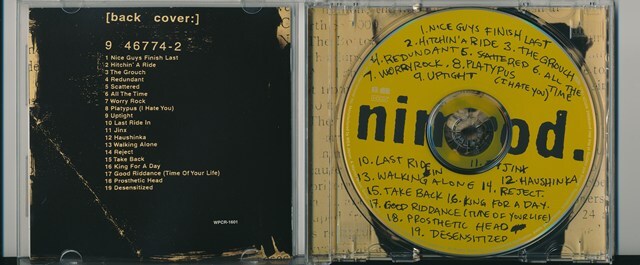 [back cover:]
9 46774-2
1 Nice Guys Finish Last
2 Hitchin' A Ride
3 The Grouch
4 Redundant
5 Scattered
6 All The Time
7 Worry Rock
8 Platypus (I Hate You)
9 Uptight
10 Last Ride In
11 Jinx
12 Haushinka
13 Walking Alone
14 Reject
15 Take Back
16 King For A Day
17 Good Riddance (Time Of Your Life)
18 Prosthetic Head
19 Desensitized
WPCR-1601
1. NICE GUYS FINISH LAST
2. HITCHIN' A RIDE 3. THE GROUCH
4. REDUNDANT 5. SCATTERED 6. ALL THE TIME
7. WORRY ROCK. 8. PLATYPUS (I HATE YOU)
9. UPTIGHT
nimrod.
10. LAST RIDE IN 11. JINX
12 HAUSHINKA
13. WALKING ALONE 14. REJECT.
15. TAKE BACK 16. KING FOR A DAY.
17. GOOD RIDDANCE (TIME OF YOUR LIFE)
18. PROSTHETIC HEAD
19. DESENSITIZED